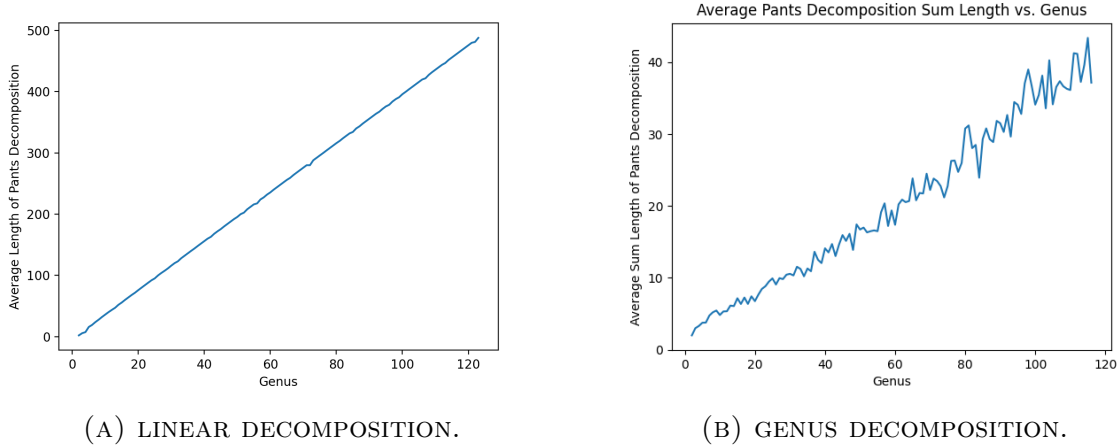 Average Length of Pants Decomposition
500
400
300
200
100
0
0 20 40 60 80 100 120
Genus
(A) LINEAR DECOMPOSITION.
Average Pants Decomposition Sum Length vs. Genus
Average Sum Length of Pants Decomposition
40
30
20
10
0
0 20 40 60 80 100 120
Genus
(B) GENUS DECOMPOSITION.